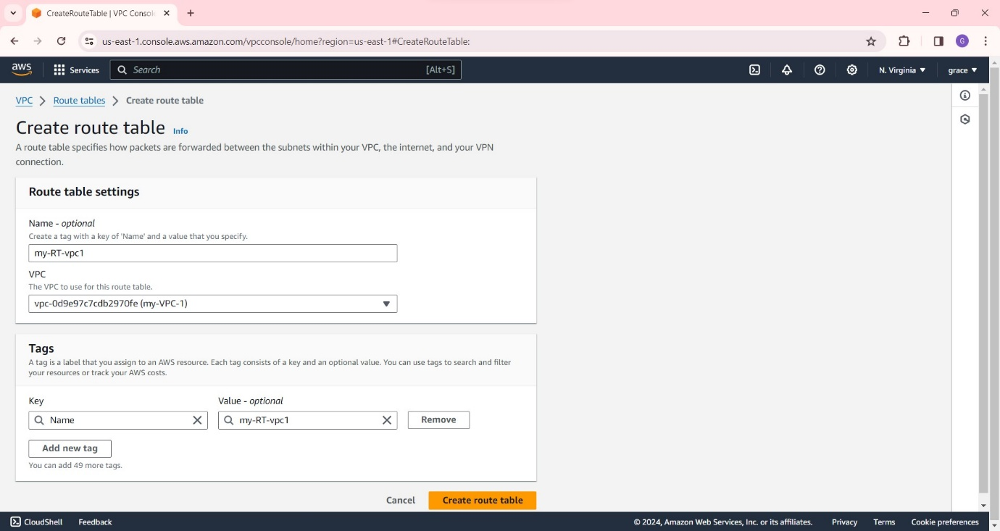 CreateRouteTable | VPC Consol
us-east-1.console.aws.amazon.com/vpcconsole/home?region=us-east-1#CreateRouteTable:
G
aws
Services
Search
[Alt+S]
N. Virginia
grace
VPC
Route tables
Create route table
Create route table Info
A route table specifies how packets are forwarded between the subnets within your VPC, the internet, and your VPN
connection.
Route table settings
Name - optional
Create a tag with a key of 'Name' and a value that you specify.
my-RT-vpc1
VPC
The VPC to use for this route table.
vpc-0d9e97c7cdb2970fe (my-VPC-1)
Tags
A tag is a label that you assign to an AWS resource. Each tag consists of a key and an optional value. You can use tags to search and filter
your resources or track your AWS costs.
Key
Value - optional
Name
my-RT-vpc1
Remove
Add new tag
You can add 49 more tags.
Cancel
Create route table
CloudShell
Feedback
© 2024, Amazon Web Services, Inc. or its affiliates.
Privacy
Terms
Cookie preferences